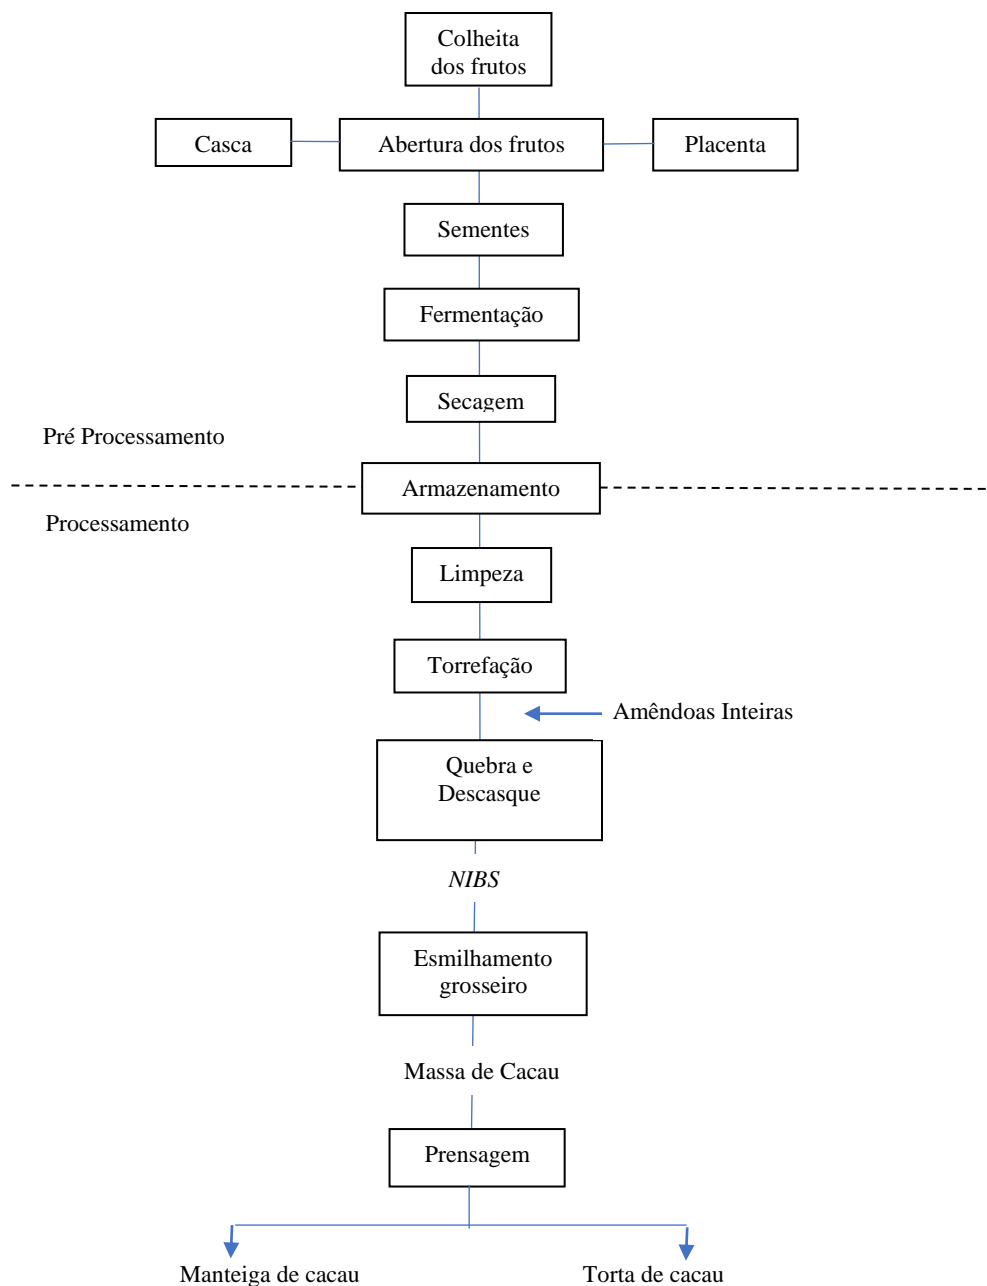 Colheita
dos frutos
Casca
Abertura dos frutos
Placenta
Sementes
Fermentação
Secagem
Pré Processamento
Armazenamento
Processamento
Limpeza
Torrefação
Amêndoas Inteiras
Quebra e
Descasque
NIBS
Esmilhamento
grosseiro
Massa de Cacau
Prensagem
Manteiga de cacau
Torta de cacau